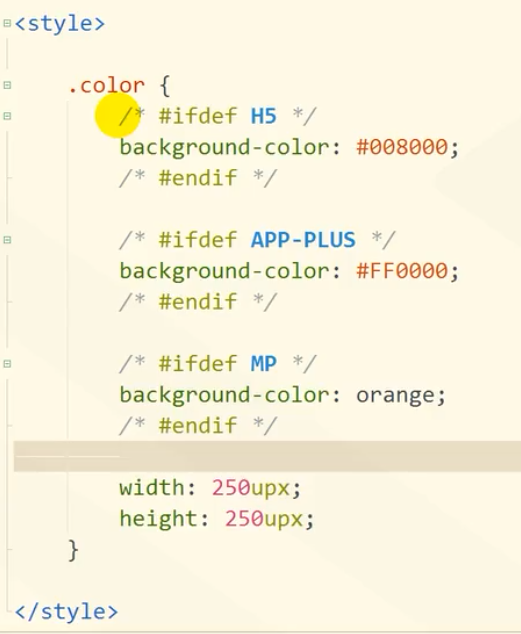 <style>
.color {
/* #ifdef H5 */
background-color: #008000;
/* #endif */
/* #ifdef APP-PLUS */
background-color: #FF0000;
/* #endif */
/* #ifdef MP */
background-color: orange;
/* #endif */
width: 250upx;
height: 250upx;
}
</style>